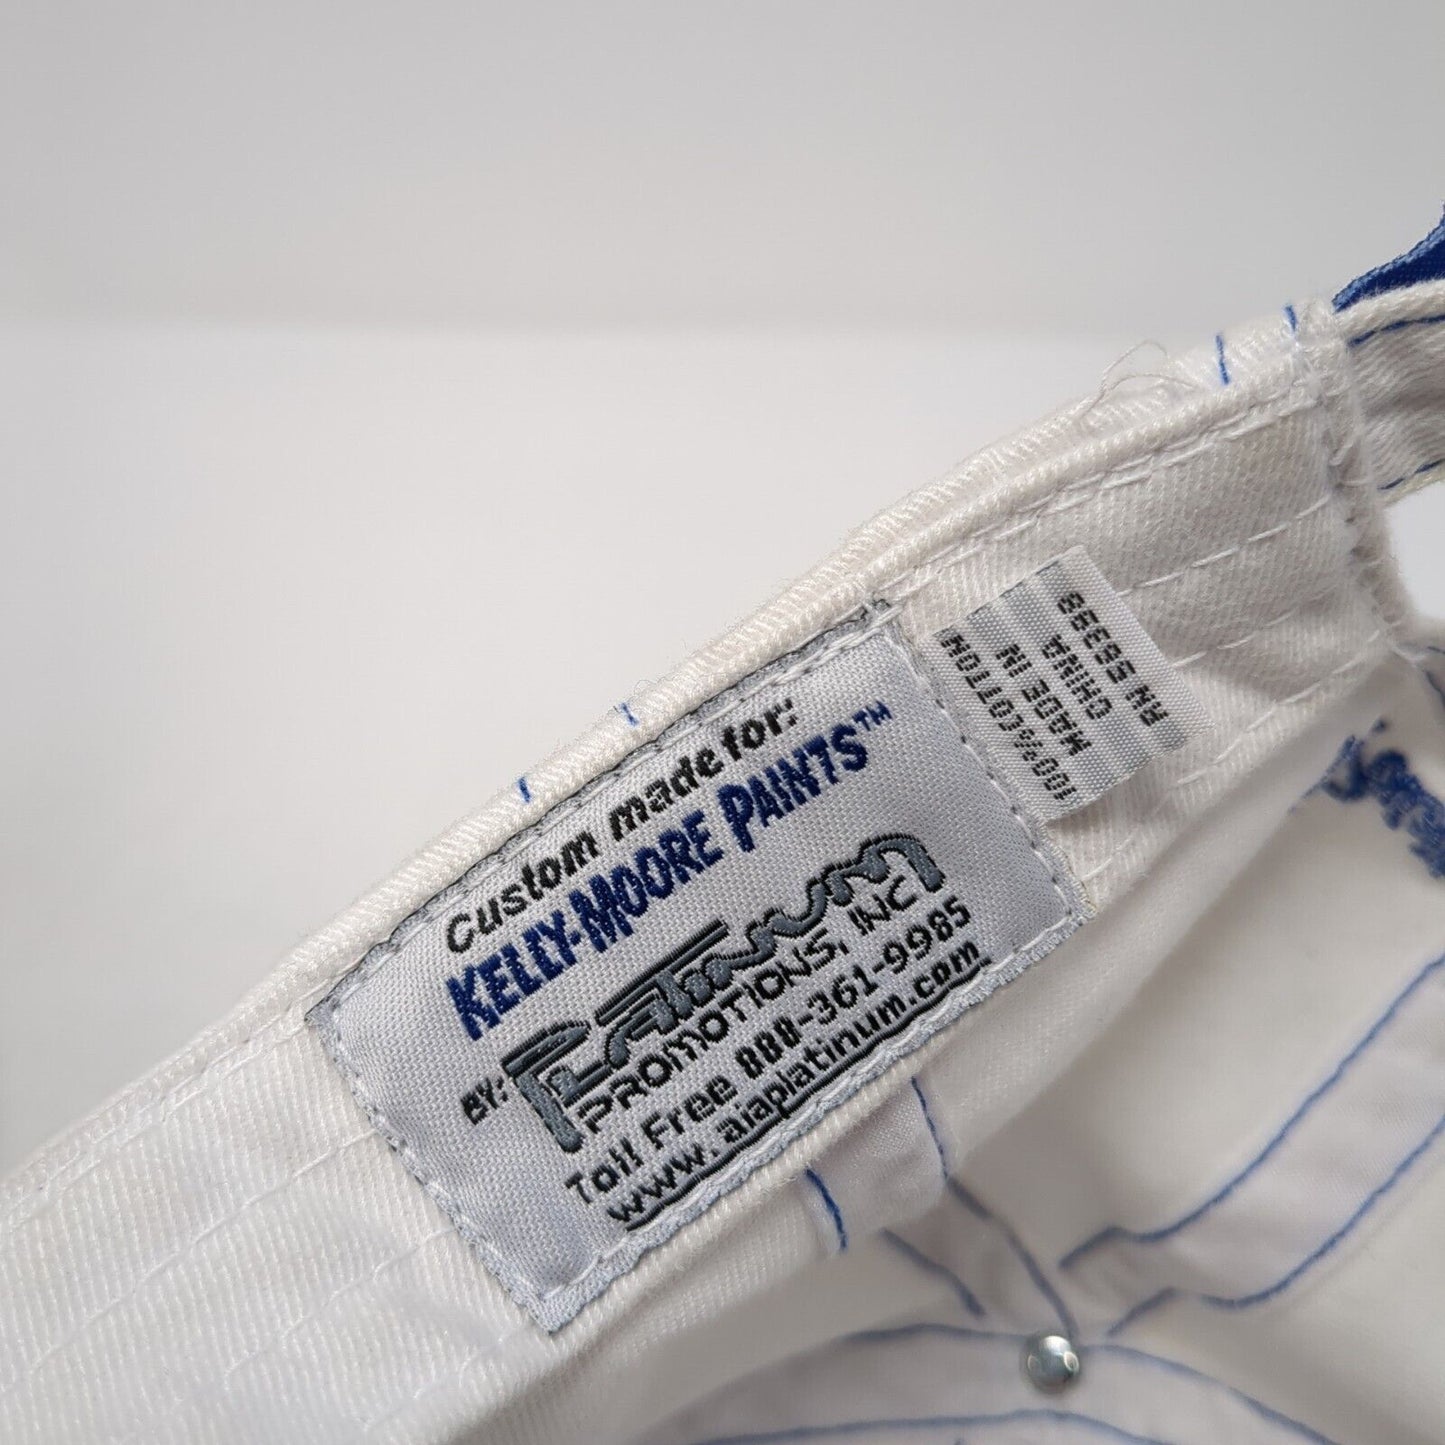 Custom made for:
KELLY-MOORE PAINTS™
BY: PLATinum
PROMOTIONS, INC
Toll Free 888-361-9985
www.aiaplatinum.com
100%COTTON
MADE IN
CHINA
RN 56388